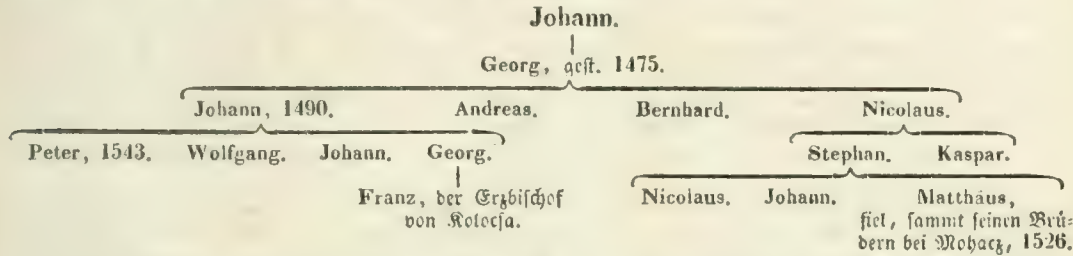 Johann.
Georg, gest. 1475.
Johann, 1490. Andreas. Bernhard. Nicolaus.
Peter, 1543. Wolfgang. Johann. Georg. Stephan. Kaspar.
Franz, der Erzbischof Nicolaus. Johann. Matthäus,
von Kolocsa. fiel, sammt seinen Brü=
dern bei Mohacz, 1526.